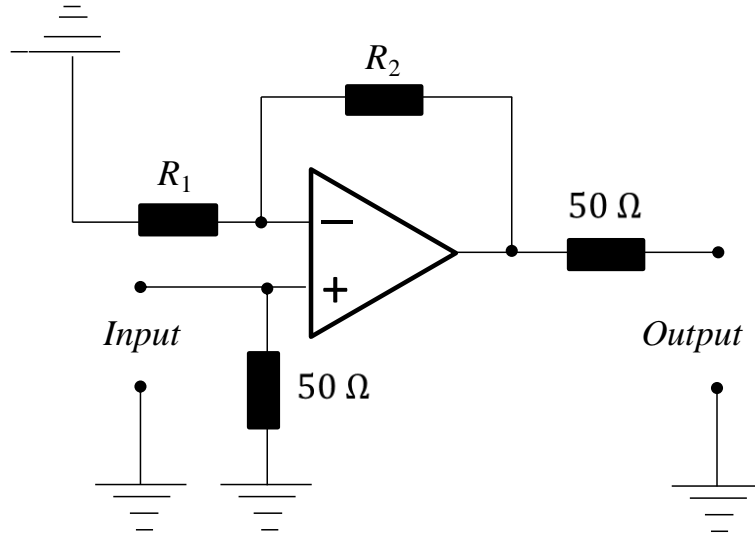 R₂
R₁
50 Ω
−
+
Input
Output
50 Ω